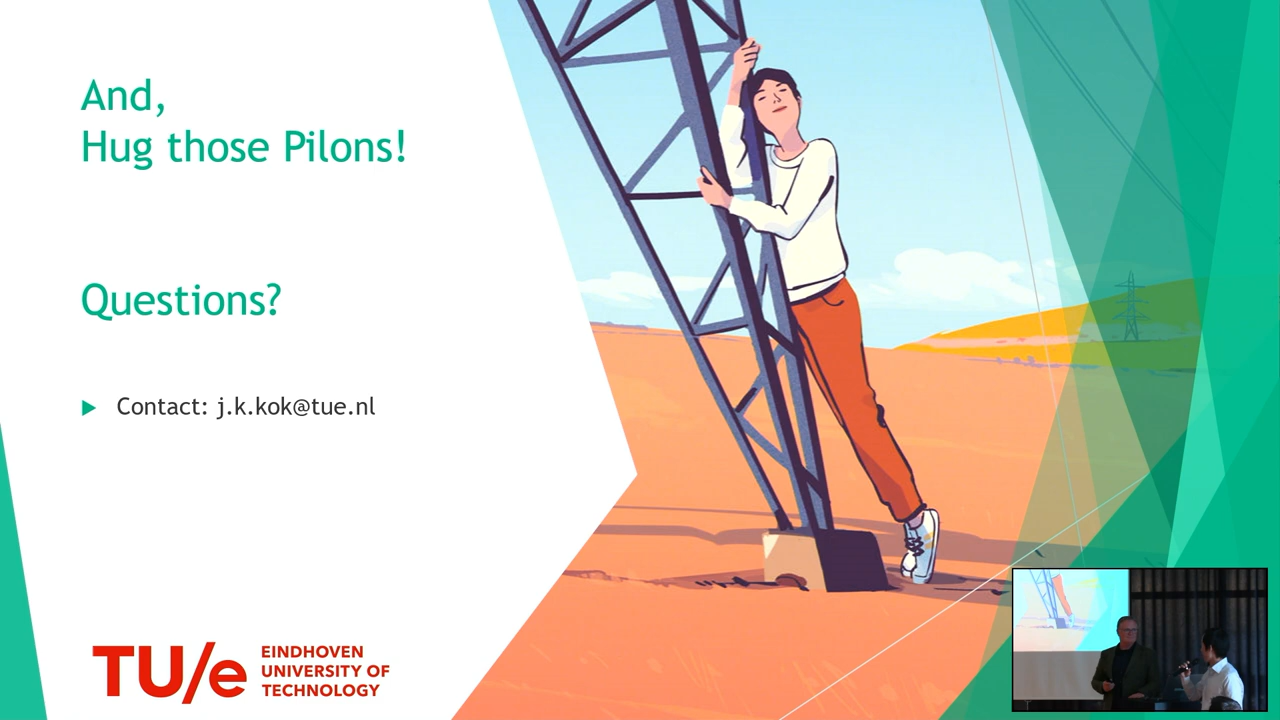 And,
Hug those Pilons!
Questions?
Contact: j.k.kok@tue.nl
TU/e
EINDHOVEN
UNIVERSITY OF
TECHNOLOGY